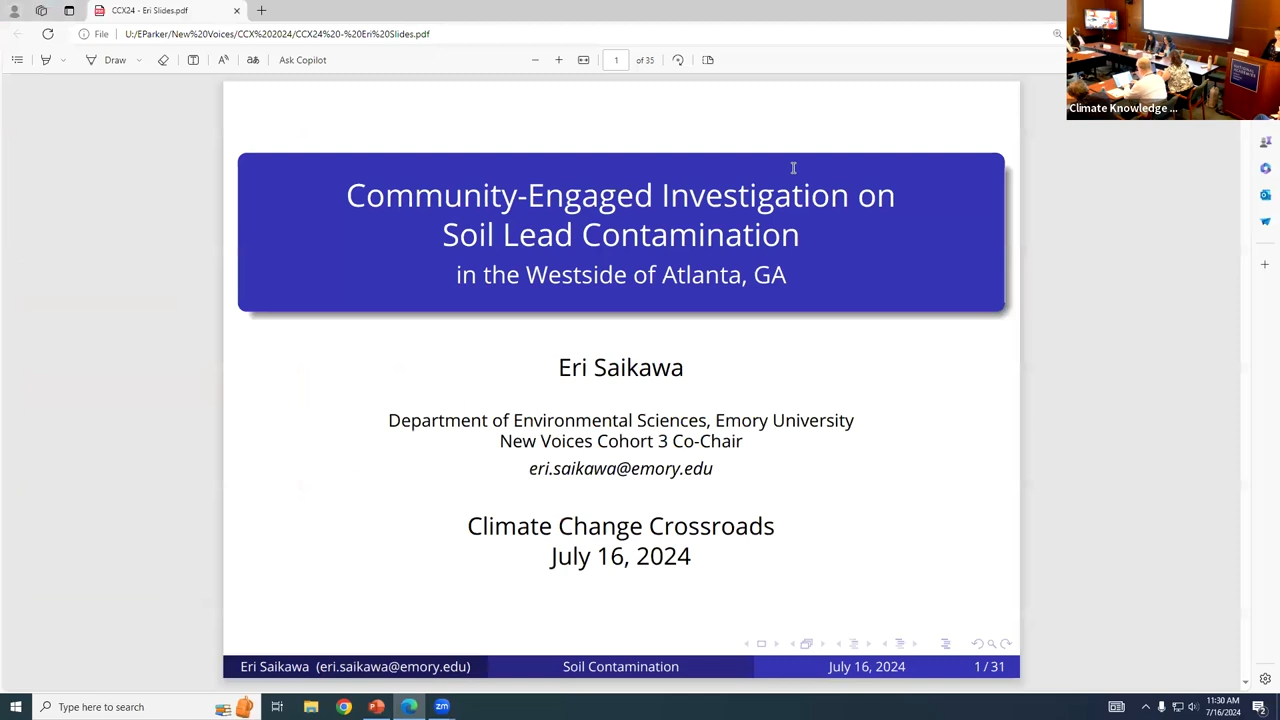 CCX24 - Eri Slides.pdf
File
U:/EParker/New%20Voices/CCX%202024/CCX24%20-%20Eri%20Slides.pdf
Draw
Ask Copilot
1 of 35
Climate Knowledge ...
Community-Engaged Investigation on
Soil Lead Contamination
in the Westside of Atlanta, GA
Eri Saikawa
Department of Environmental Sciences, Emory University
New Voices Cohort 3 Co-Chair
eri.saikawa@emory.edu
Climate Change Crossroads
July 16, 2024
Eri Saikawa (eri.saikawa@emory.edu) Soil Contamination July 16, 2024 1 / 31
Type here to search
zm
11:30 AM
7/16/2024
2